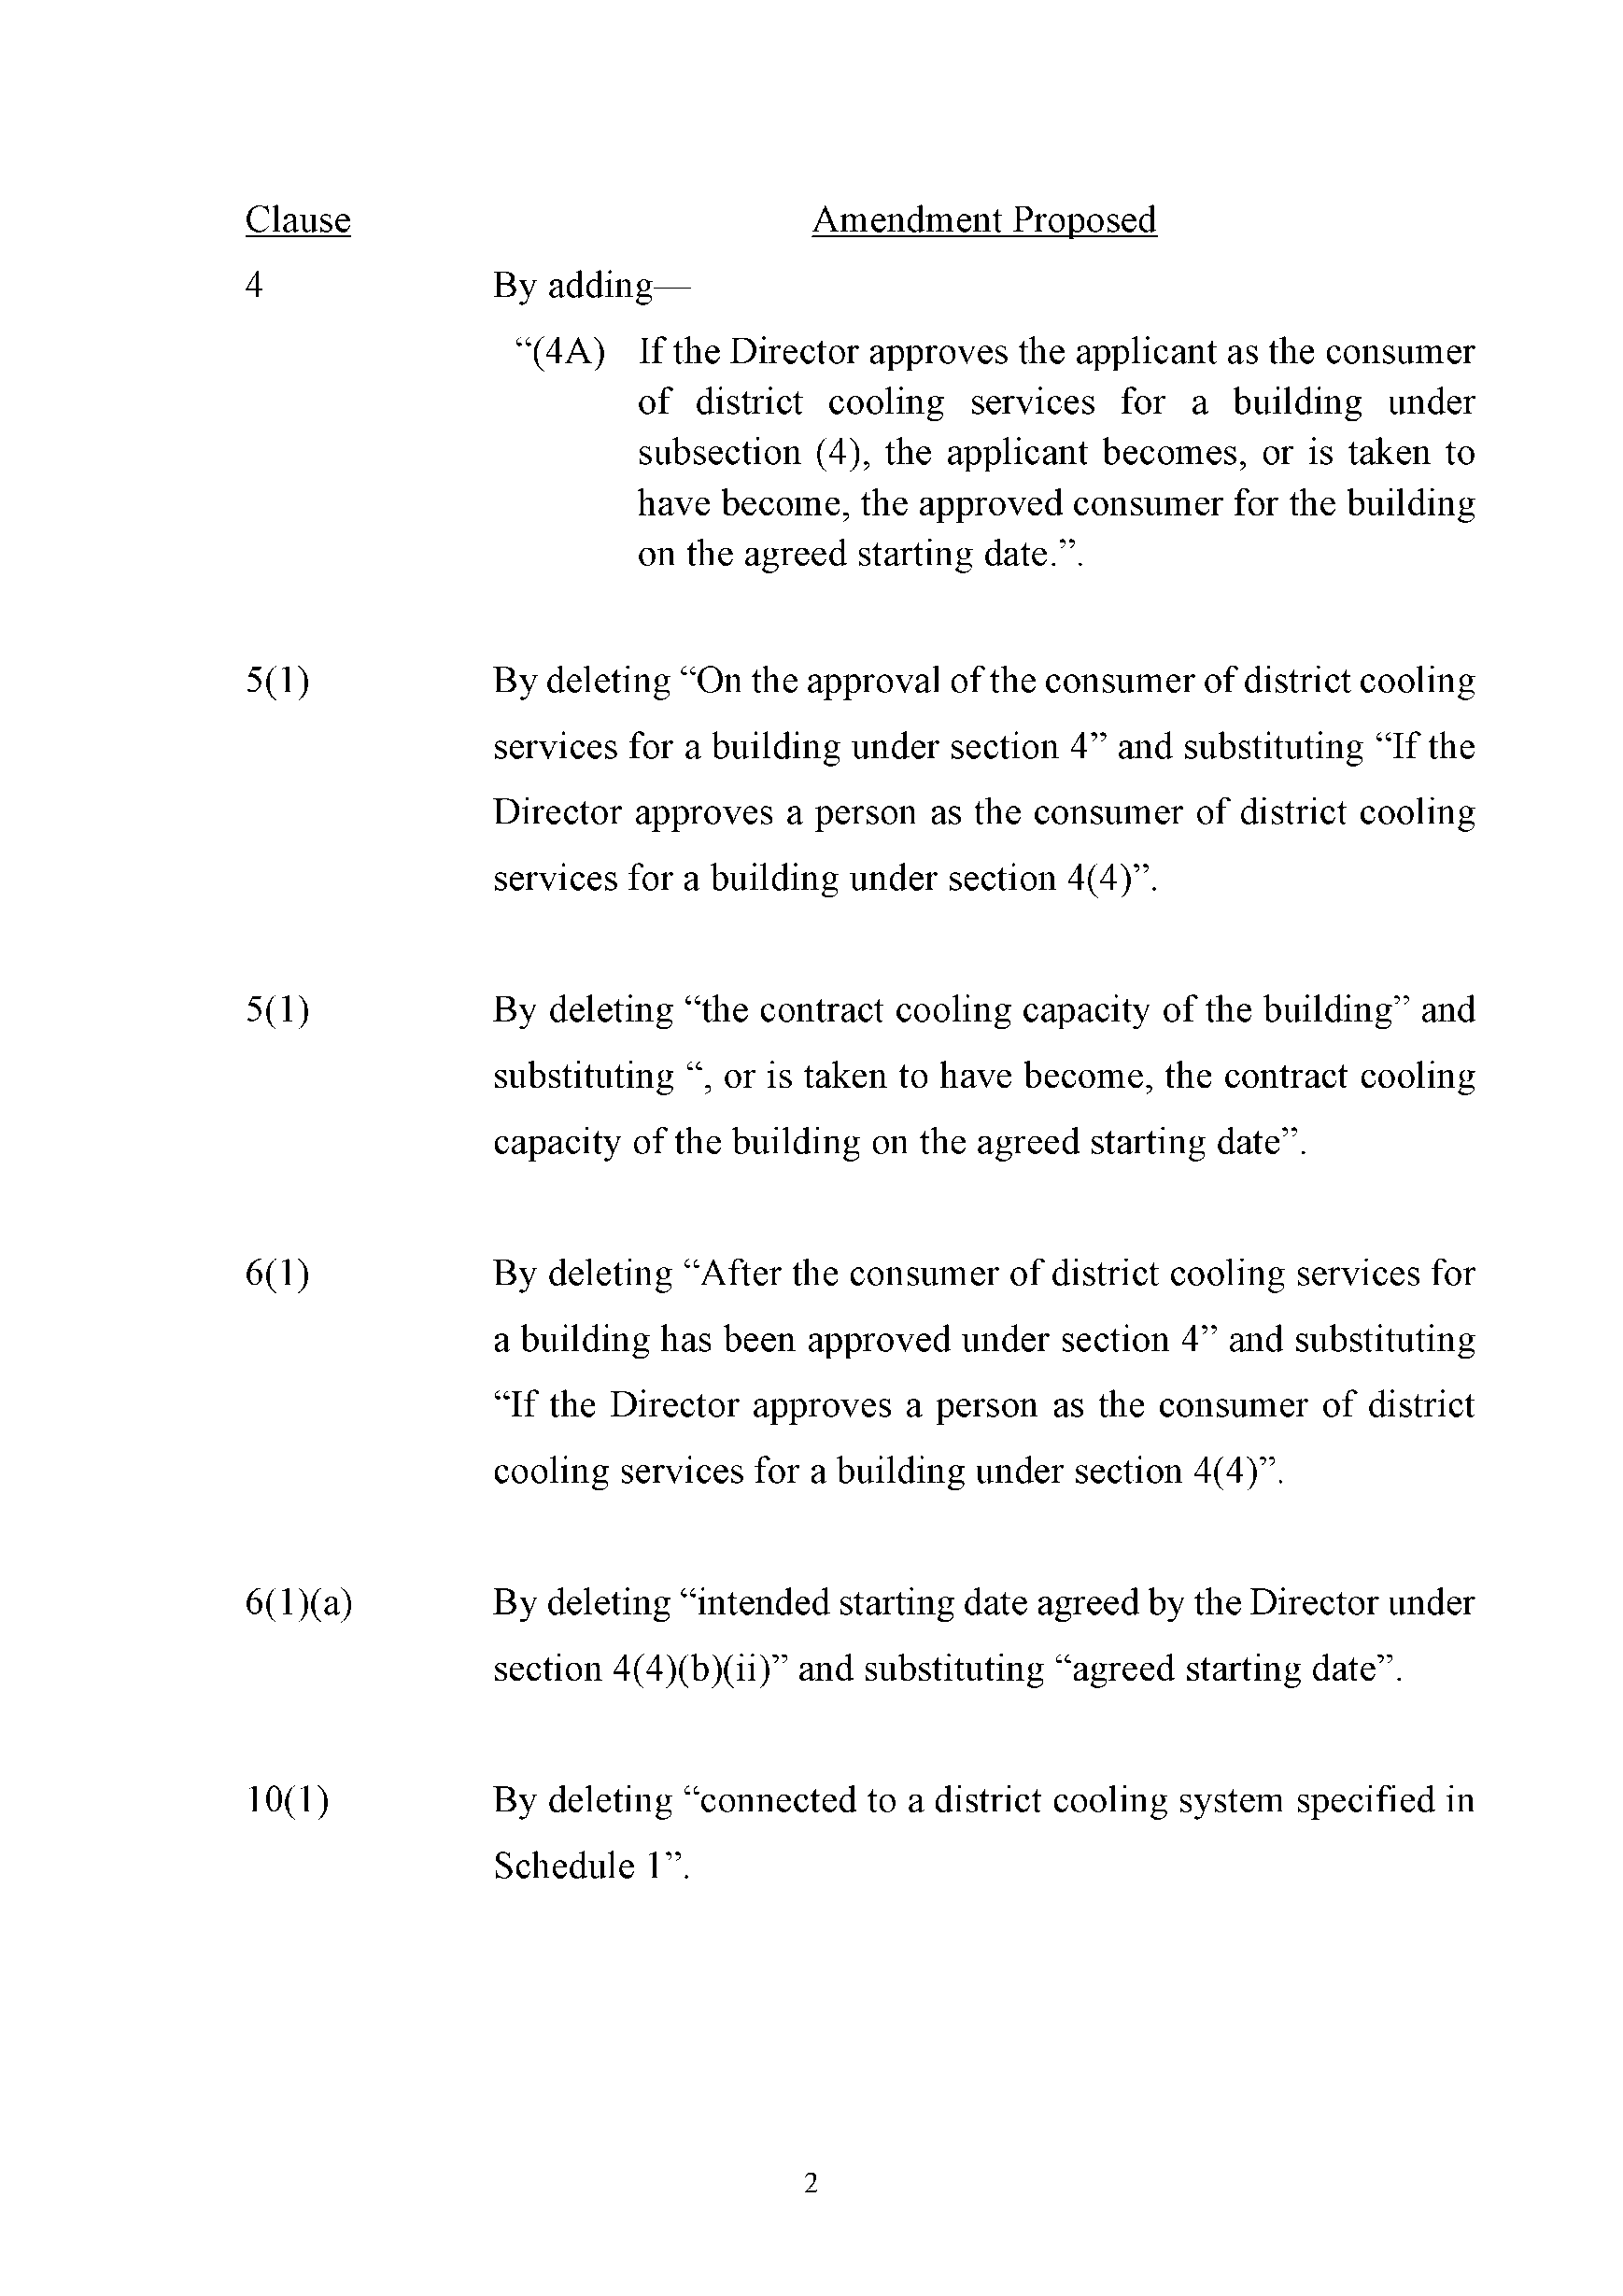 Clause Amendment Proposed
4 By adding—
“(4A) If the Director approves the applicant as the consumer
of district cooling services for a building under
subsection (4), the applicant becomes, or is taken to
have become, the approved consumer for the building
on the agreed starting date.”.
5(1) By deleting “On the approval of the consumer of district cooling
services for a building under section 4” and substituting “If the
Director approves a person as the consumer of district cooling
services for a building under section 4(4)”.
5(1) By deleting “the contract cooling capacity of the building” and
substituting “, or is taken to have become, the contract cooling
capacity of the building on the agreed starting date”.
6(1) By deleting “After the consumer of district cooling services for
a building has been approved under section 4” and substituting
“If the Director approves a person as the consumer of district
cooling services for a building under section 4(4)”.
6(1)(a) By deleting “intended starting date agreed by the Director under
section 4(4)(b)(ii)” and substituting “agreed starting date”.
10(1) By deleting “connected to a district cooling system specified in
Schedule 1”.
2